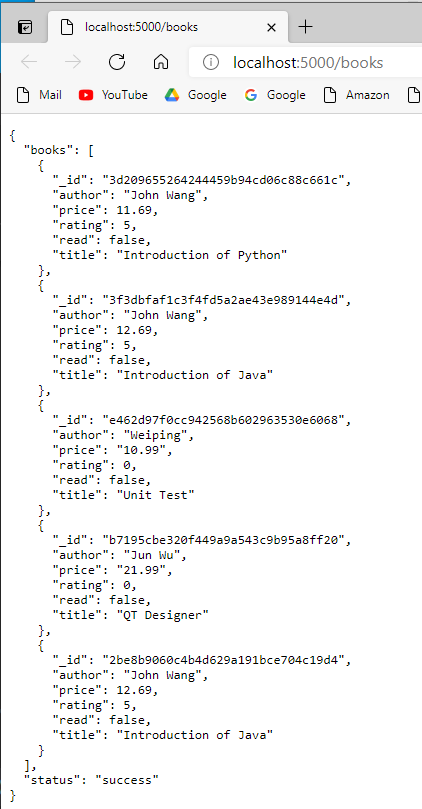 localhost:5000/books
localhost:5000/books
Mail YouTube Google Google Amazon
{
  "books": [
    {
      "_id": "3d209655264244459b94cd06c88c661c",
      "author": "John Wang",
      "price": 11.69,
      "rating": 5,
      "read": false,
      "title": "Introduction of Python"
    },
    {
      "_id": "3f3dbfaf1c3f4fd5a2ae43e989144e4d",
      "author": "John Wang",
      "price": 12.69,
      "rating": 5,
      "read": false,
      "title": "Introduction of Java"
    },
    {
      "_id": "e462d97f0cc942568b602963530e6068",
      "author": "Weiping",
      "price": "10.99",
      "rating": 0,
      "read": false,
      "title": "Unit Test"
    },
    {
      "_id": "b7195cbe320f449a9a543c9b95a8ff20",
      "author": "Jun Wu",
      "price": "21.99",
      "rating": 0,
      "read": false,
      "title": "QT Designer"
    },
    {
      "_id": "2be8b9060c4b4d629a191bce704c19d4",
      "author": "John Wang",
      "price": 12.69,
      "rating": 5,
      "read": false,
      "title": "Introduction of Java"
    }
  ],
  "status": "success"
}